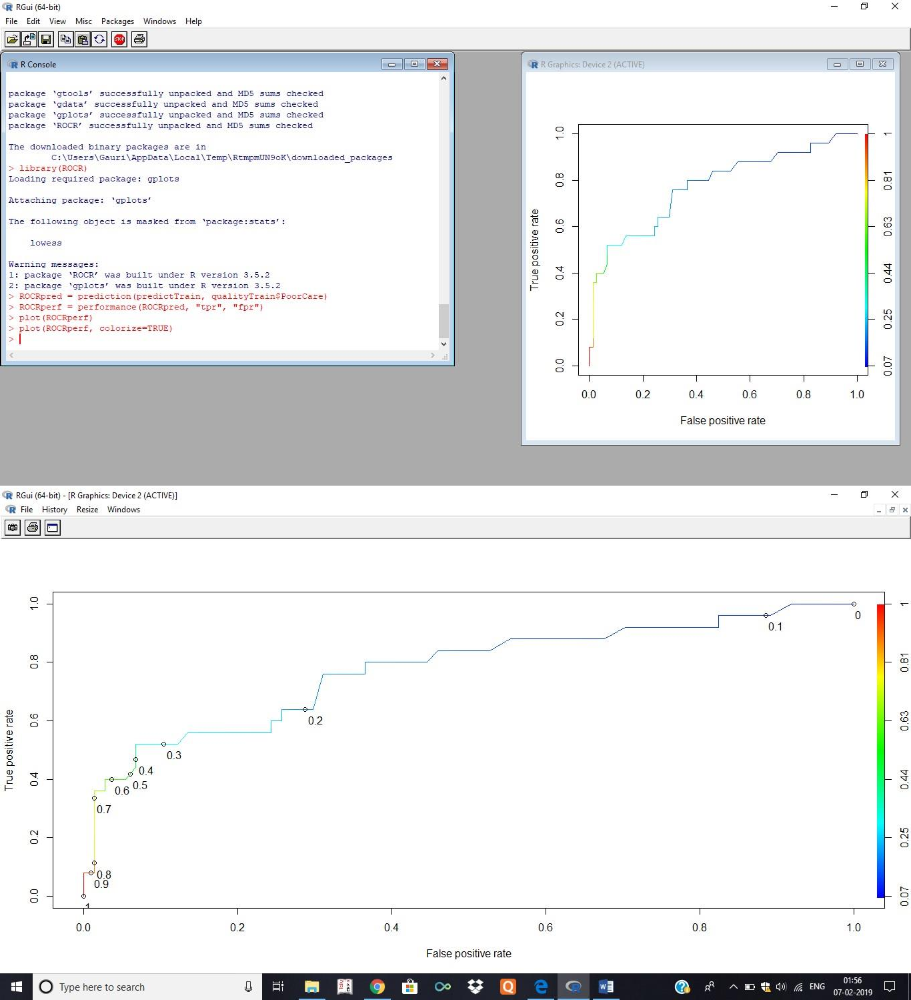 RGui (64-bit)
File Edit View Misc Packages Windows Help
STOP
R Console
package ‘gtools’ successfully unpacked and MD5 sums checked
package ‘gdata’ successfully unpacked and MD5 sums checked
package ‘gplots’ successfully unpacked and MD5 sums checked
package ‘ROCR’ successfully unpacked and MD5 sums checked
The downloaded binary packages are in
C:\Users\Gauri\AppData\Local\Temp\RtmpmUN9oK\downloaded_packages
> library(ROCR)
Loading required package: gplots
Attaching package: ‘gplots’
The following object is masked from ‘package:stats’:
lowess
Warning messages:
1: package ‘ROCR’ was built under R version 3.5.2
2: package ‘gplots’ was built under R version 3.5.2
> ROCRpred = prediction(predictTrain, qualityTrain$PoorCare)
> ROCRperf = performance(ROCRpred, "tpr", "fpr")
> plot(ROCRperf)
> plot(ROCRperf, colorize=TRUE)
>
R Graphics: Device 2 (ACTIVE)
True positive rate
1.0
0.8
0.6
0.4
0.2
0.0
1
0.81
0.63
0.44
0.25
0.07
0.0 0.2 0.4 0.6 0.8 1.0
False positive rate
RGui (64-bit) - [R Graphics: Device 2 (ACTIVE)]
File History Resize Windows
True positive rate
1.0
0.8
0.6
0.4
0.2
0.0
0
0.1
0.2
0.3
0.4
0.5
0.6
0.7
0.8
0.9
1
1
0.81
0.63
0.44
0.25
0.07
0.0 0.2 0.4 0.6 0.8 1.0
False positive rate
Type here to search
ENG
01:56
07-02-2019